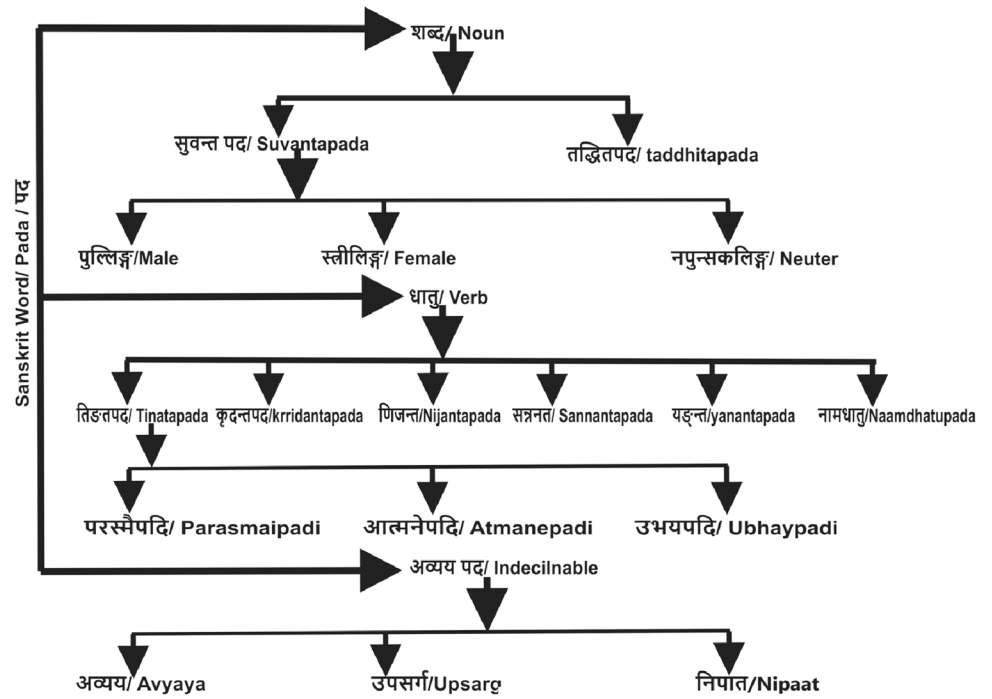 Sanskrit Word/ Pada / पद
शब्द/ Noun
सुवन्त पद/ Suvantapada
तद्धितपद/ taddhitapada
पुल्लिङ्ग/Male
स्त्रीलिङ्ग/ Female
नपुन्सकलिङ्ग/ Neuter
धातु/ Verb
तिङतपद/ Tinatapada
कृदन्तपद/krridantapada
णिजन्त/Nijantapada
सन्ननत/ Sannantapada
यङ्न्त/yanantapada
नामधातु/Naamdhatupada
परस्मैपदि/ Parasmaipadi
आत्मनेपदि/ Atmanepadi
उभयपदि/ Ubhaypadi
अव्यय पद/ Indecilnable
अव्यय/ Avyaya
उपसर्ग/Upsarg
निपात/Nipaat